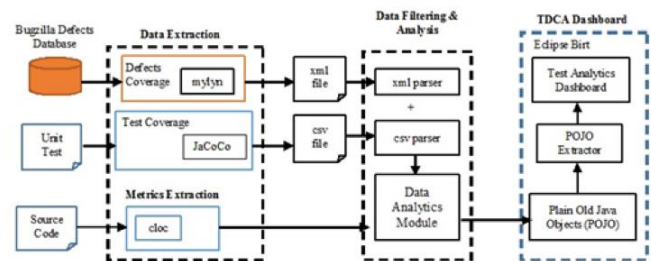 Bugzilla Defects
Database
Data Extraction
Data Filtering &
Analysis
TDCA Dashboard
Defects
Coverage
mylyn
xml
file
xml parser
+
Eclipse Birt
Test Analytics
Dashboard
Unit
Test
Test Coverage
JaCoCo
csv
file
csv parser
POJO
Extractor
Metrics Extraction
Source
Code
cloc
Data
Analytics
Module
Plain Old Java
Objects (POJO)